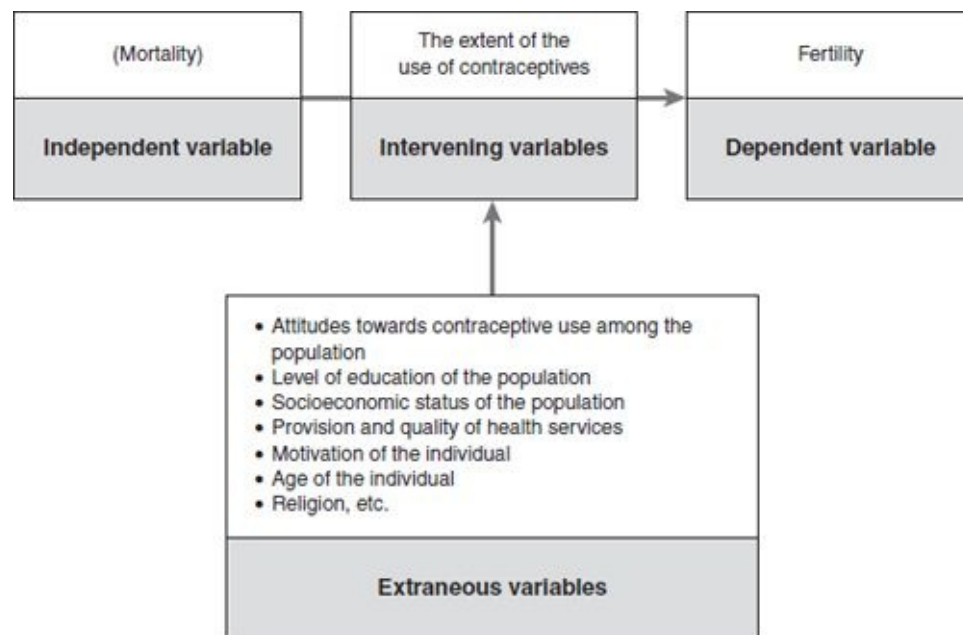 (Mortality)
Independent variable
The extent of the
use of contraceptives
Intervening variables
Fertility
Dependent variable
• Attitudes towards contraceptive use among the
population
• Level of education of the population
• Socioeconomic status of the population
• Provision and quality of health services
• Motivation of the individual
• Age of the individual
• Religion, etc.
Extraneous variables